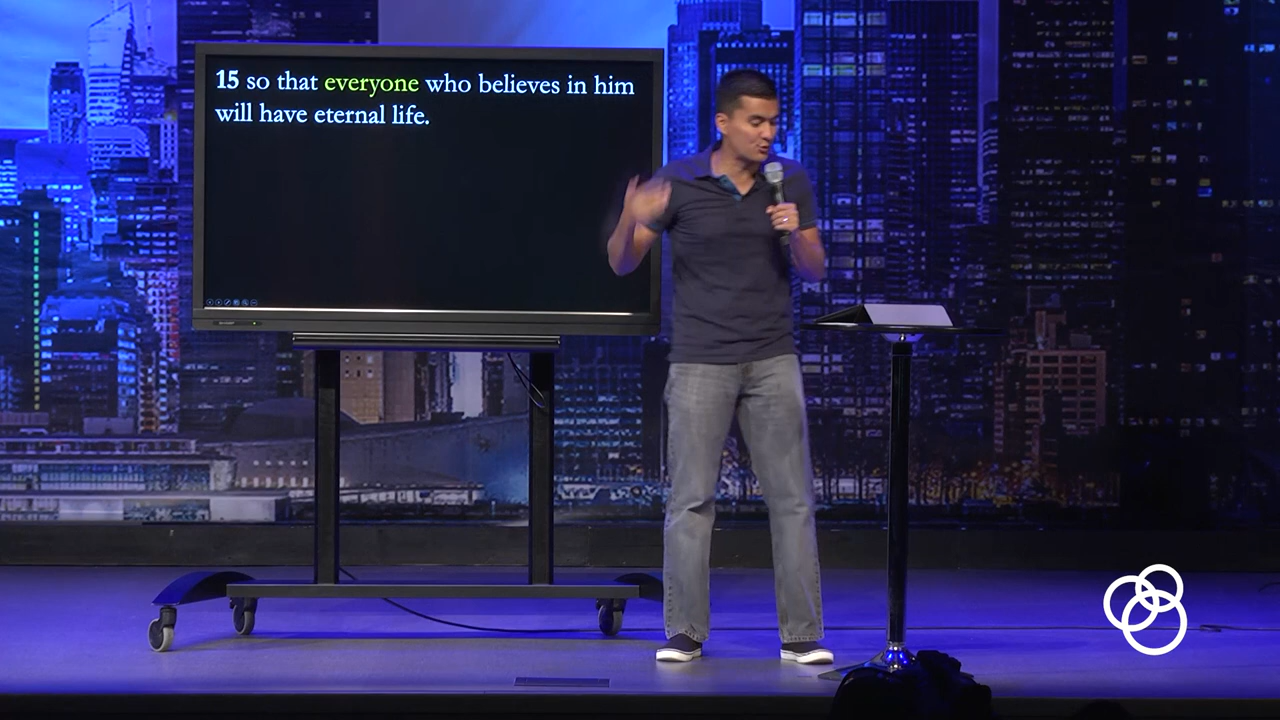 15 so that everyone who believes in him
will have eternal life.